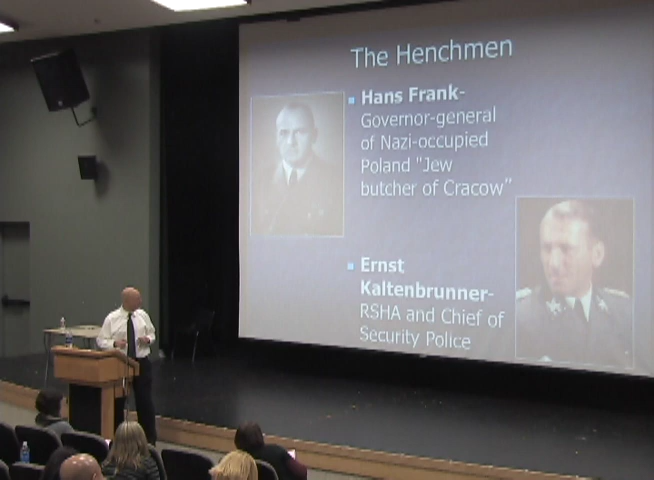 The Henchmen
Hans Frank-
Governor-general
of Nazi-occupied
Poland "Jew
butcher of Cracow"
Ernst
Kaltenbrunner-
RSHA and Chief of
Security Police